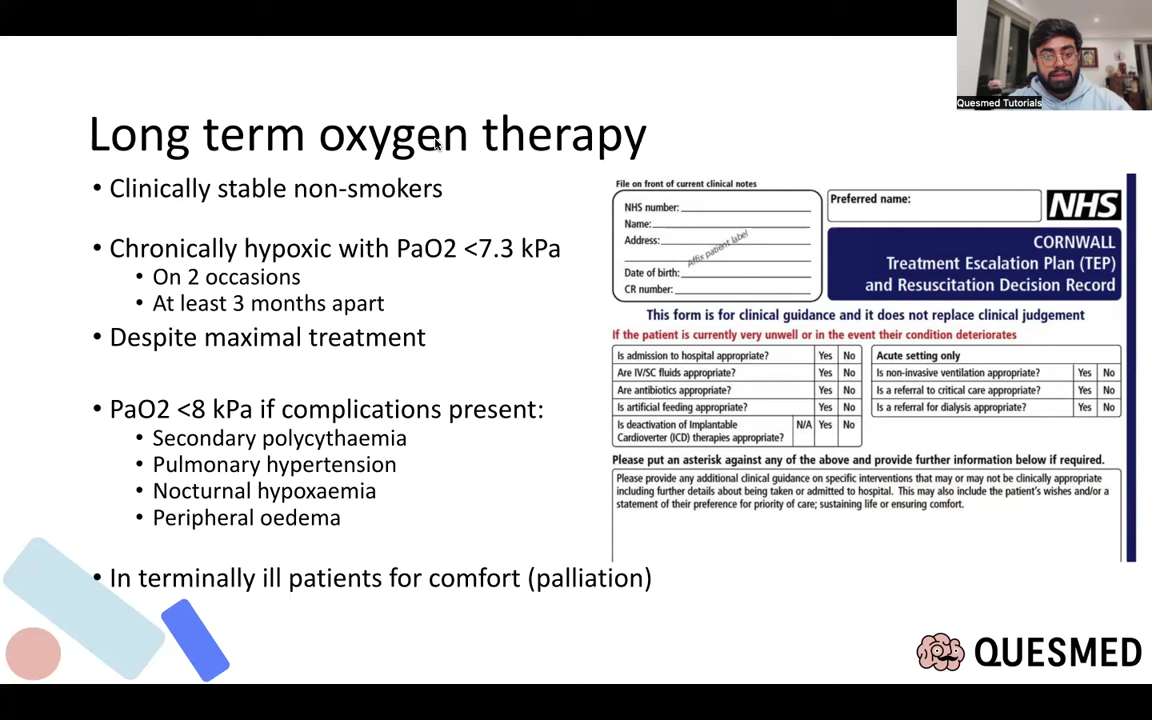 Quesmed Tutorials
Long term oxygen therapy
• Clinically stable non-smokers
• Chronically hypoxic with PaO2 <7.3 kPa
• On 2 occasions
• At least 3 months apart
• Despite maximal treatment
• PaO2 <8 kPa if complications present:
• Secondary polycythaemia
• Pulmonary hypertension
• Nocturnal hypoxaemia
• Peripheral oedema
• In terminally ill patients for comfort (palliation)
File on front of current clinical notes
NHS number:
Name:
Address:
Affix patient label
Date of birth:
CR number:
Preferred name:
NHS
CORNWALL
Treatment Escalation Plan (TEP)
and Resuscitation Decision Record
This form is for clinical guidance and it does not replace clinical judgement
If the patient is currently very unwell or in the event their condition deteriorates
Is admission to hospital appropriate? Yes No
Are IV/SC fluids appropriate? Yes No
Are antibiotics appropriate? Yes No
Is artificial feeding appropriate? Yes No
Is deactivation of Implantable
Cardioverter (ICD) therapies appropriate? N/A Yes No
Acute setting only
Is non-invasive ventilation appropriate? Yes No
Is a referral to critical care appropriate? Yes No
Is a referral for dialysis appropriate? Yes No
Please put an asterisk against any of the above and provide further information below if required.
Please provide any additional clinical guidance on specific interventions that may or may not be clinically appropriate
including further details about being taken or admitted to hospital. This may also include the patient's wishes and/or a
statement of their preference for priority of care; sustaining life or ensuring comfort.
QUESMED